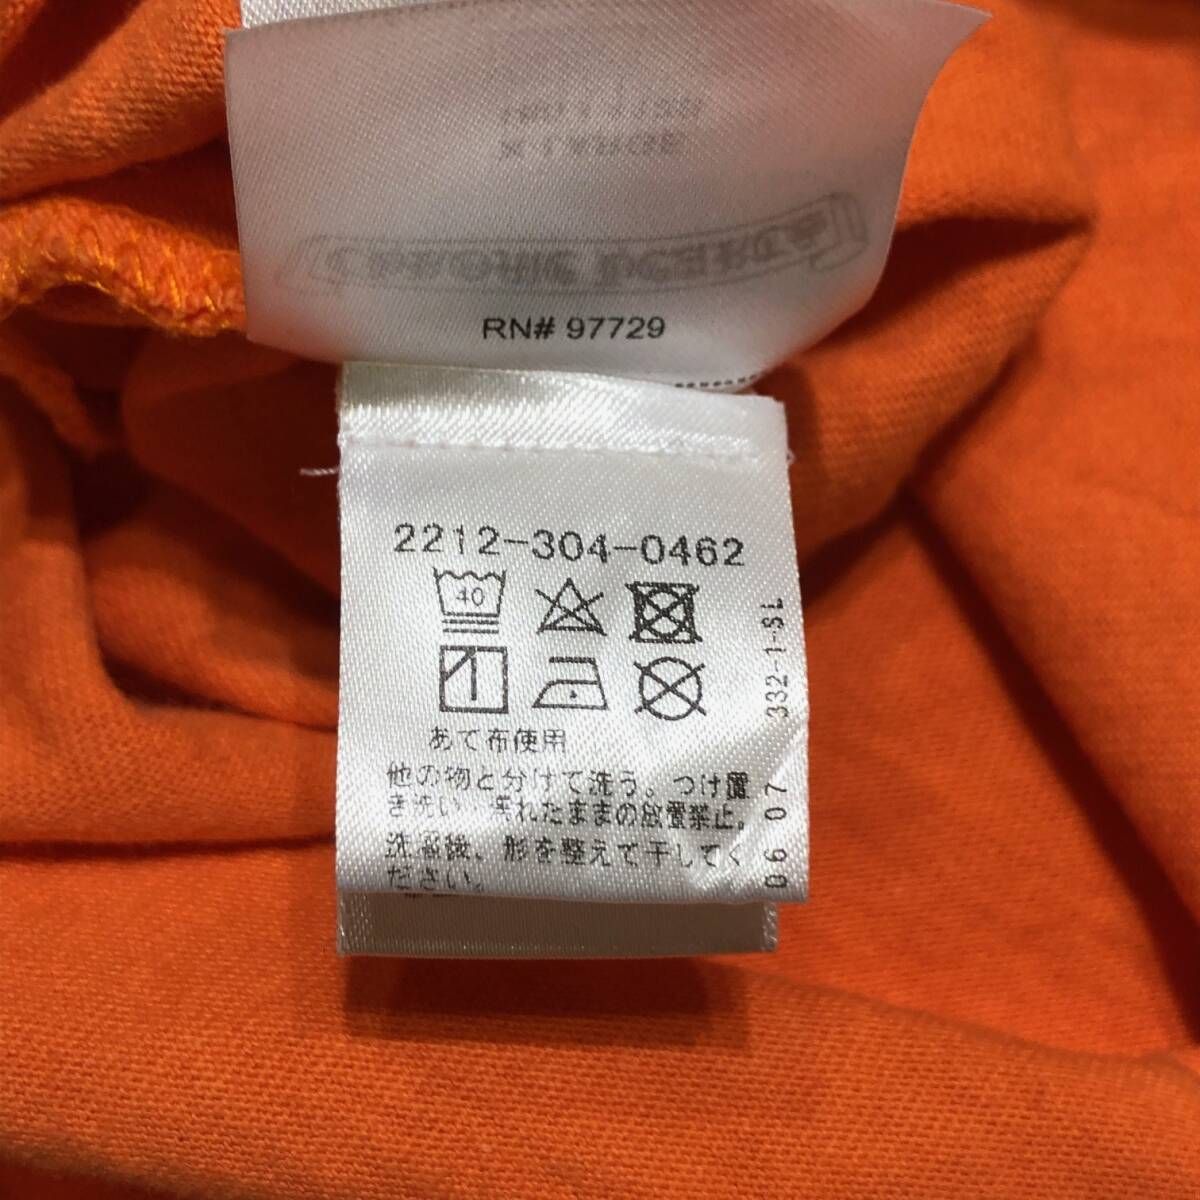 RN# 97729
2212-304-0462
40
あて布使用
他の物と分けて洗う。つけ置
き洗い、濡れたままの放置禁止。
洗濯後、形を整えて干してく
ださい。
06 07 332-1-SL